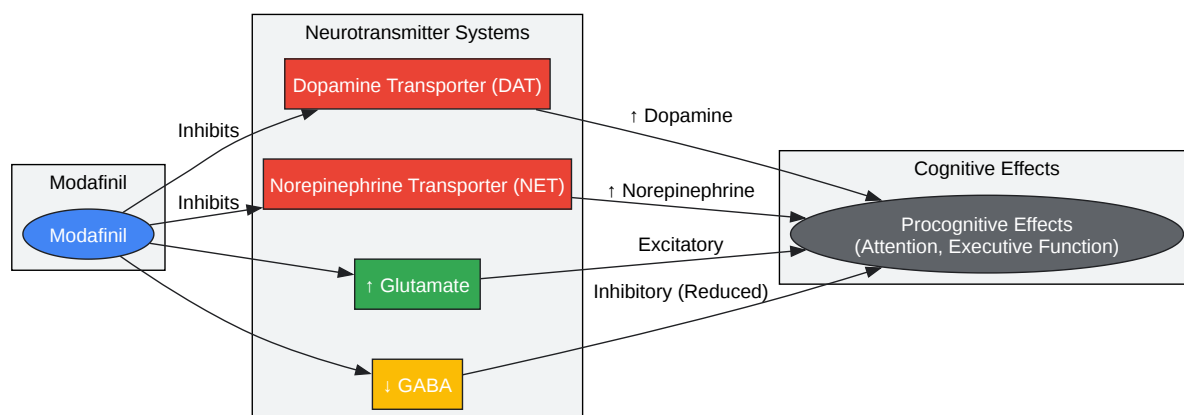 Neurotransmitter Systems
Dopamine Transporter (DAT)
↑ Dopamine
Inhibits
Modafinil
Modafinil
Inhibits
Norepinephrine Transporter (NET)
↑ Norepinephrine
Cognitive Effects
Procognitive Effects
(Attention, Executive Function)
↑ Glutamate
Excitatory
Inhibitory (Reduced)
↓ GABA